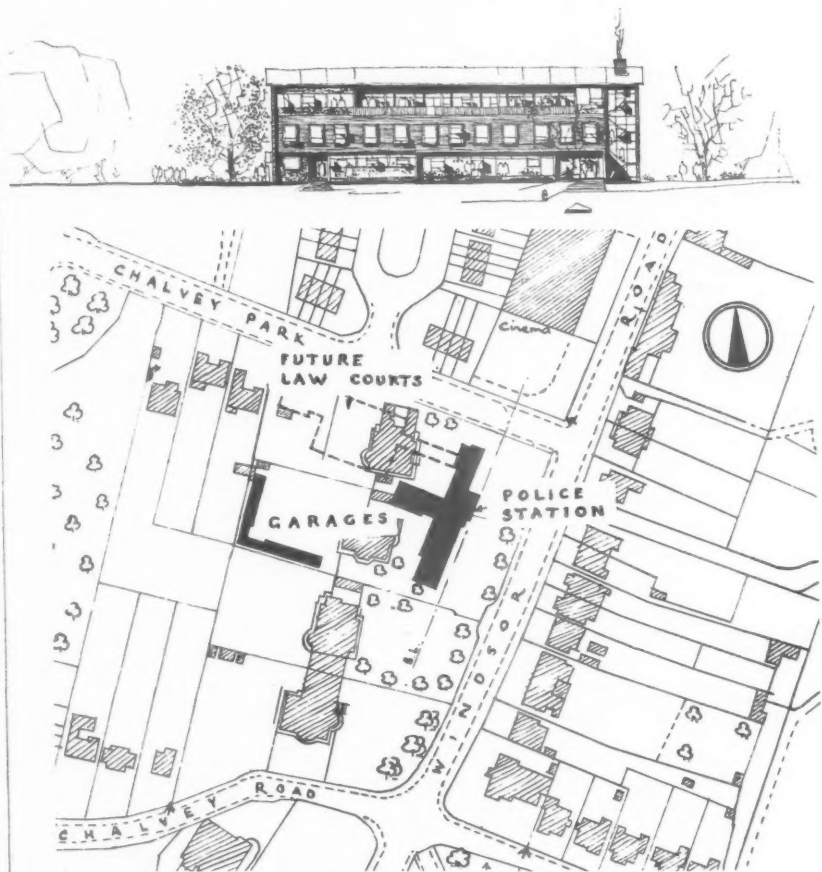 CHALVEY PARK
Cinema
ROAD
FUTURE
LAW COURTS
POLICE
STATION
GARAGES
B.L.
WINDSOR
CHALVEY ROAD